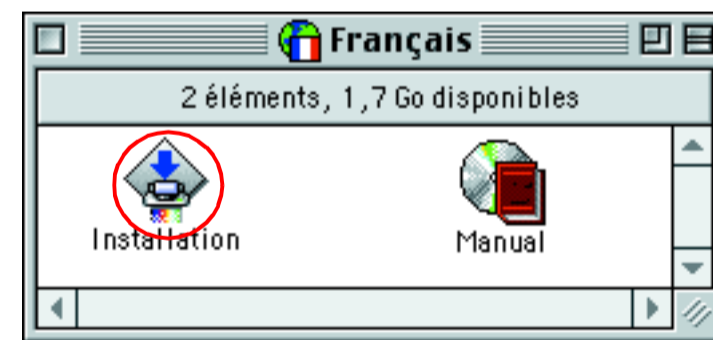 Français
2 éléments, 1,7 Go disponibles
Installation
Manual